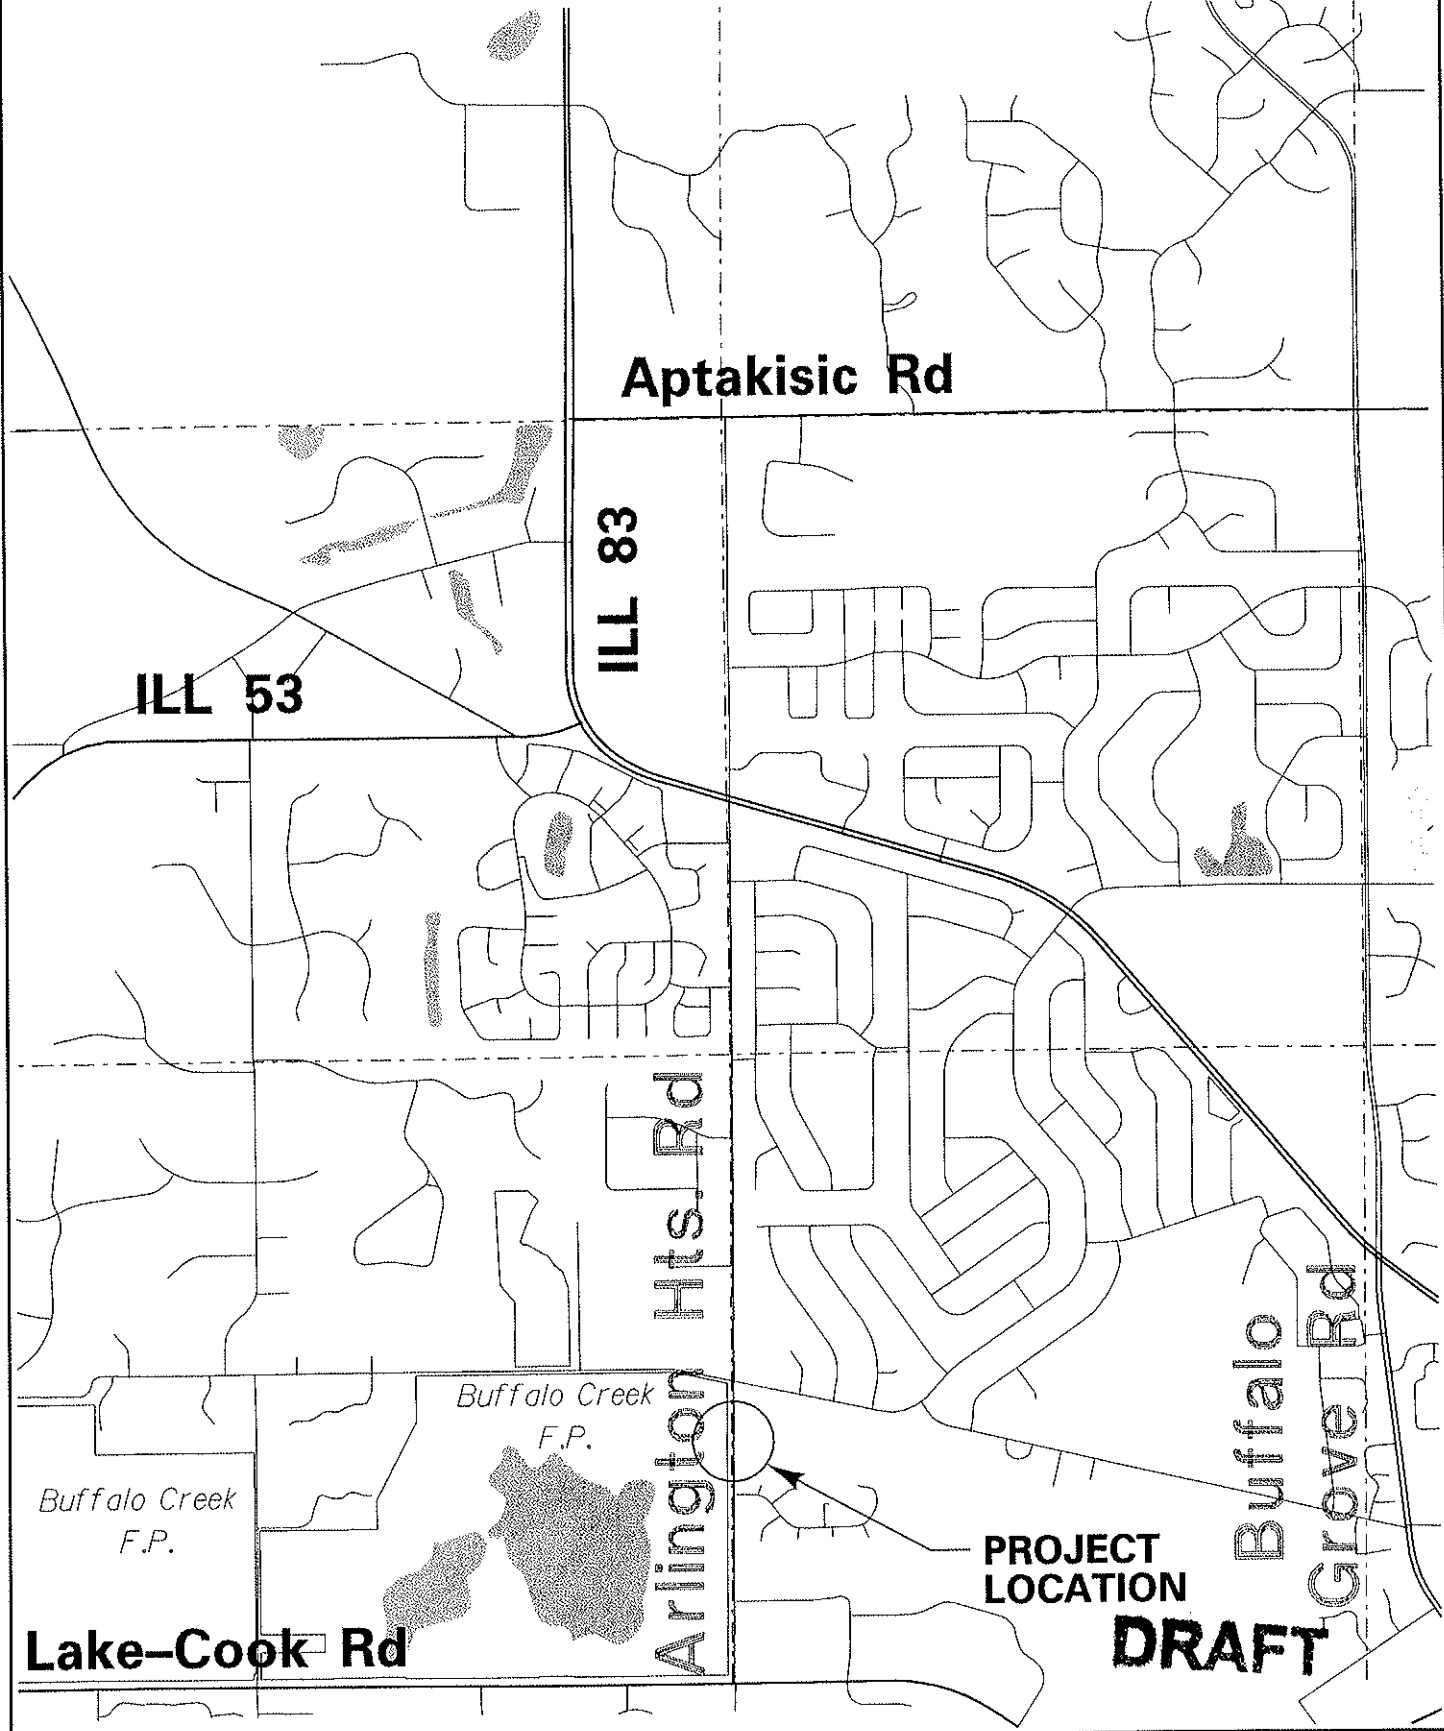 Aptakisic Rd
ILL 83
ILL 53
Arlington Hts. Rd
Buffalo Creek
F.P.
Buffalo Creek
F.P.
Buffalo
Grove Rd
PROJECT
LOCATION
DRAFT
Lake-Cook Rd